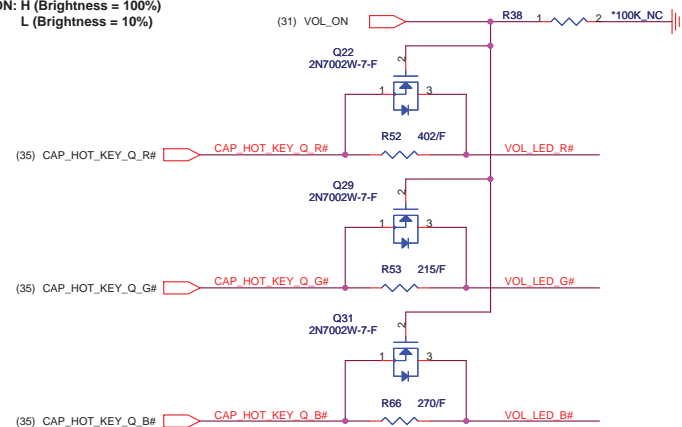 ON: H (Brightness = 100%)
L (Brightness = 10%)
(31) VOL_ON
R38 1 2 *100K_NC
Q22
2N7002W-7-F
2
1 3
R52 402/F
(35) CAP_HOT_KEY_Q_R# CAP_HOT_KEY_Q_R# VOL_LED_R#
Q29
2N7002W-7-F
2
1 3
R53 215/F
(35) CAP_HOT_KEY_Q_G# CAP_HOT_KEY_Q_G# VOL_LED_G#
Q31
2N7002W-7-F
2
1 3
R66 270/F
(35) CAP_HOT_KEY_Q_B# CAP_HOT_KEY_Q_B# VOL_LED_B#